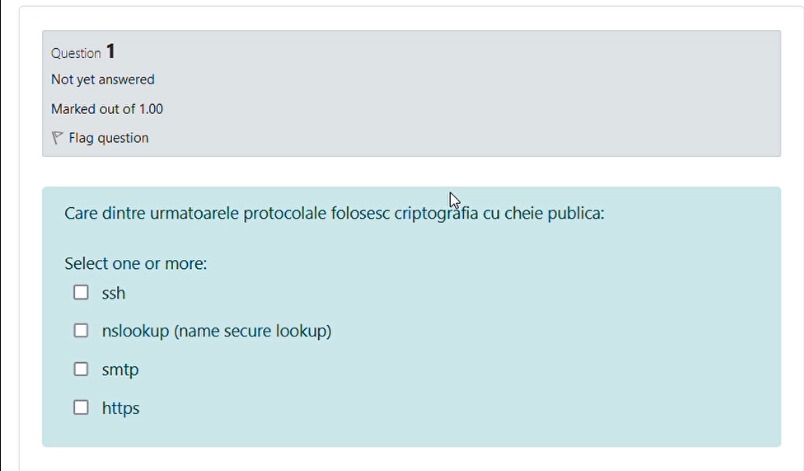 Question 1
Not yet answered
Marked out of 1.00
Flag question
Care dintre urmatoarele protocolale folosesc criptografia cu cheie publica:
Select one or more:
ssh
nslookup (name secure lookup)
smtp
https